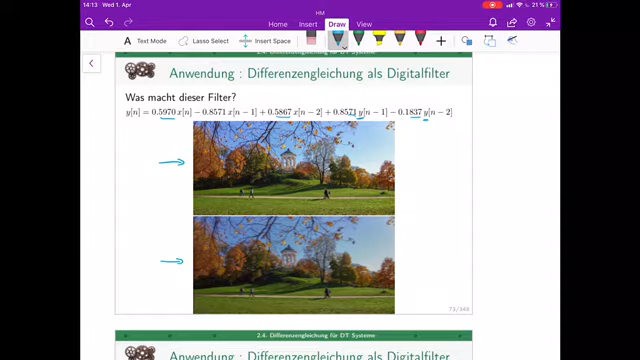 14:13 Wed 1. Apr
21 %
HM
Home Insert Draw View
A Text Mode Lasso Select Insert Space
2.4. Differenzengleichung für DT Systeme
Anwendung : Differenzengleichung als Digitalfilter
Was macht dieser Filter?
y[n] = 0.5970 x[n] − 0.8571 x[n − 1] + 0.5867 x[n − 2] + 0.8571 y[n − 1] − 0.1837 y[n − 2]
73/340
2.4. Differenzengleichung für DT Systeme
Anwendung : Differenzengleichung als Digitalfilter